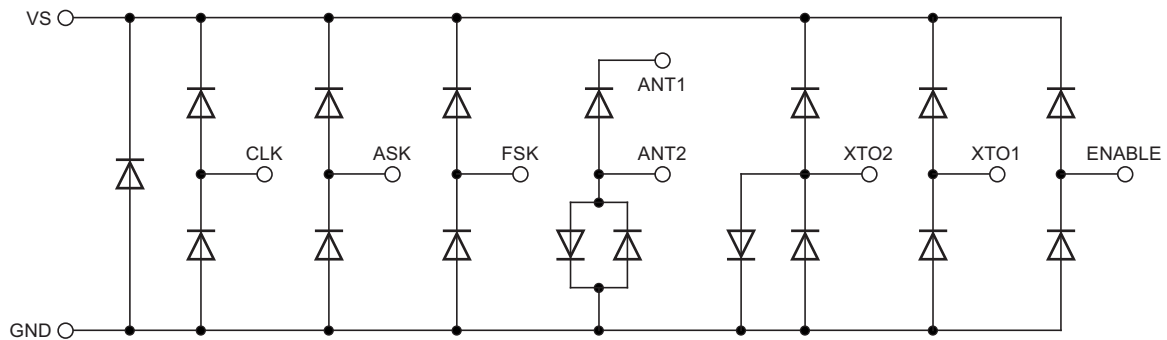 VS
ANT1
CLK
ASK
FSK
ANT2
XTO2
XTO1
ENABLE
GND